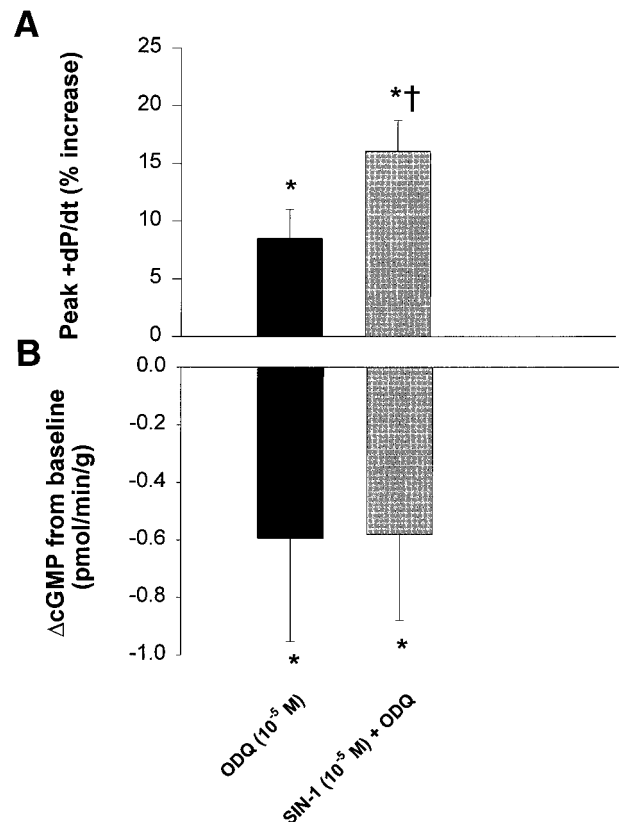 A
Peak +dP/dt (% increase)
25
20
15
10
5
0
*
*†
B
ΔcGMP from baseline
(pmol/min/g)
0.0
-0.2
-0.4
-0.6
-0.8
-1.0
*
*
ODQ (10⁻⁵ M)
SIN-1 (10⁻⁵ M) + ODQ